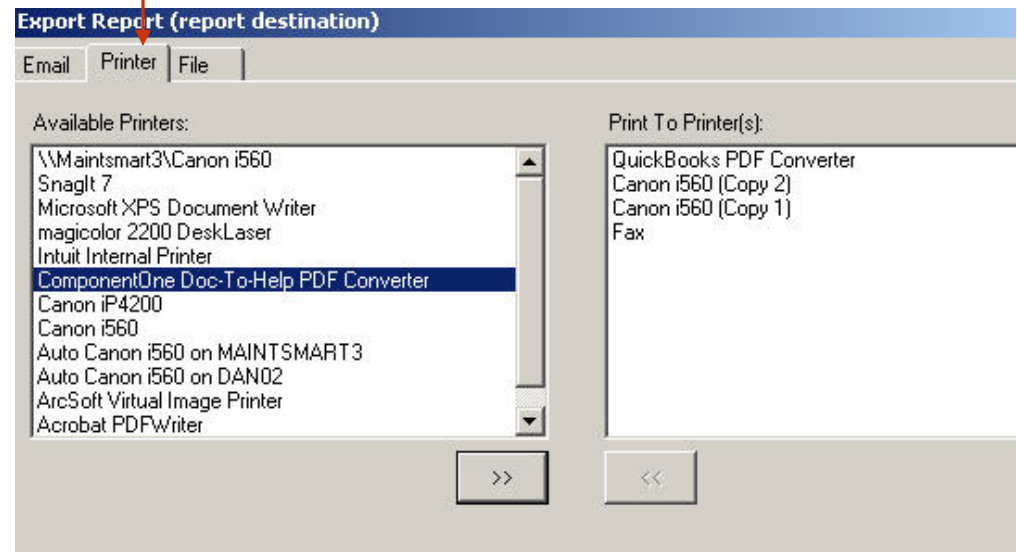 Export Report (report destination)
Email Printer File
Available Printers:
\\Maintsmart3\Canon i560
SnagIt 7
Microsoft XPS Document Writer
magicolor 2200 DeskLaser
Intuit Internal Printer
ComponentOne Doc-To-Help PDF Converter
Canon iP4200
Canon i560
Auto Canon i560 on MAINTSMART3
Auto Canon i560 on DAN02
ArcSoft Virtual Image Printer
Acrobat PDFWriter
>>
Print To Printer(s):
QuickBooks PDF Converter
Canon i560 (Copy 2)
Canon i560 (Copy 1)
Fax
<<